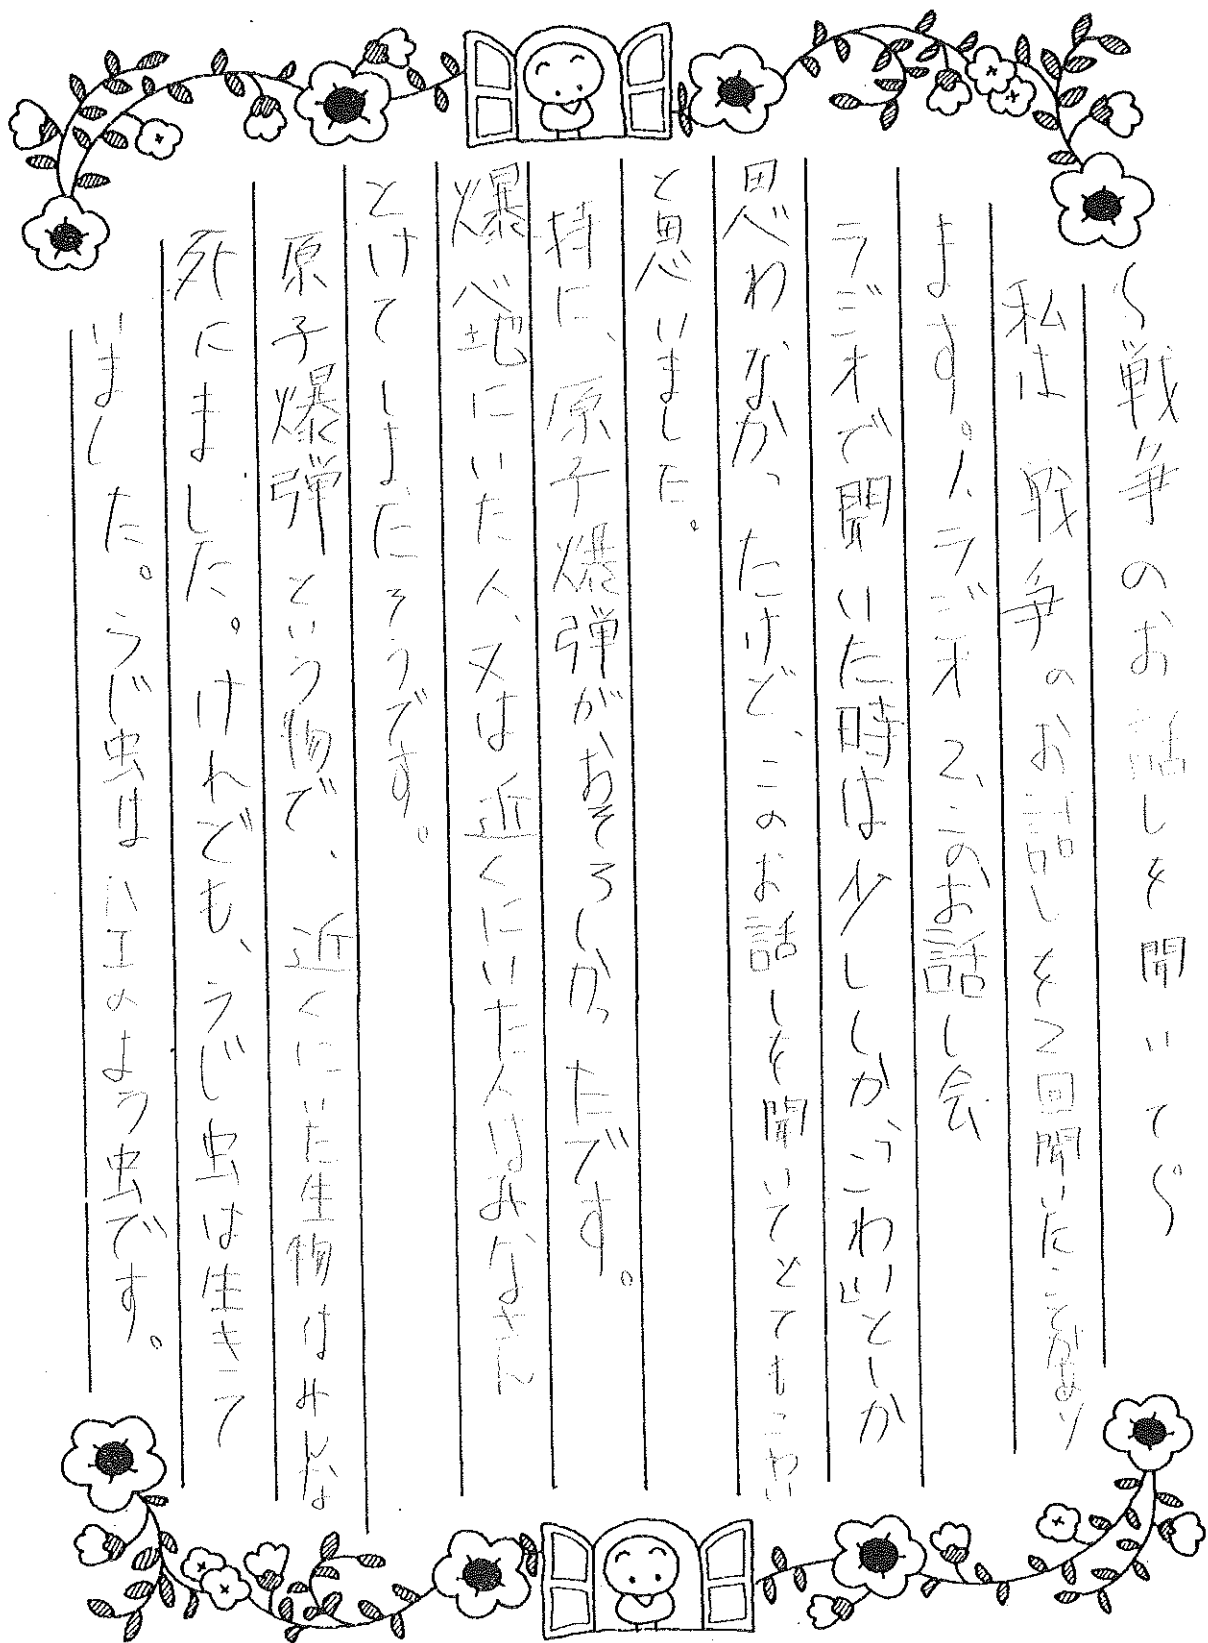 ～戦争のお話しを聞いて～
私は戦争のお話しを2回聞いたことがあり
ます。1、ラジオ2、このお話し会
ラジオで聞いた時は少ししか、「こわい」としか
思わなかったけど、このお話しを聞いてとてもこわい
と思いました。
特に、原子爆弾がおそろしかったです。
爆発地にいた人、又は近くにいた人はみなさん
とけてしまたそうです。
原子爆弾という物で、近くにいた生物はみんな
死にました。けれども、うじ虫は生きて
いました。うじ虫はハエのよう虫です。